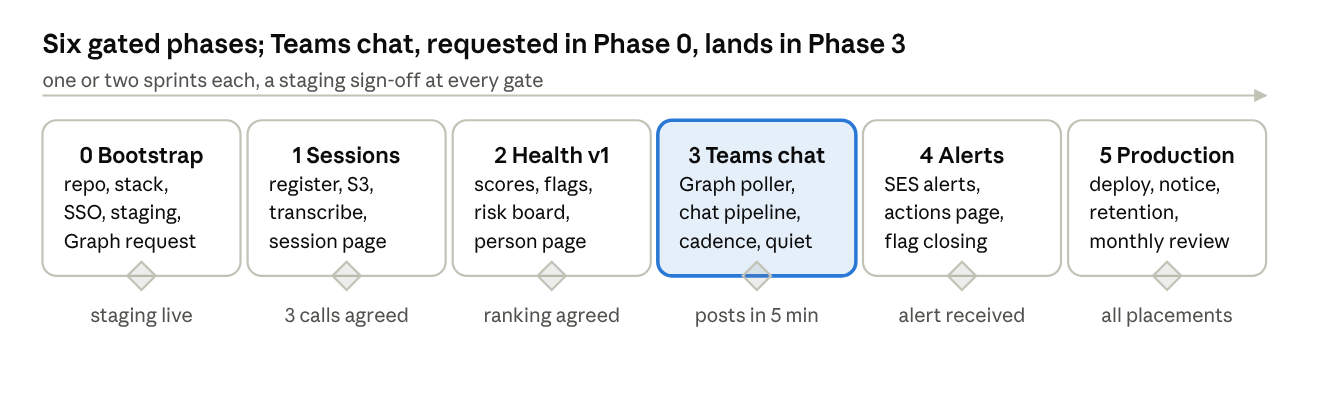 Six gated phases; Teams chat, requested in Phase 0, lands in Phase 3
one or two sprints each, a staging sign-off at every gate
0 Bootstrap
repo, stack,
SSO, staging,
Graph request
staging live
1 Sessions
register, S3,
transcribe,
session page
3 calls agreed
2 Health v1
scores, flags,
risk board,
person page
ranking agreed
3 Teams chat
Graph poller,
chat pipeline,
cadence, quiet
posts in 5 min
4 Alerts
SES alerts,
actions page,
flag closing
alert received
5 Production
deploy, notice,
retention,
monthly review
all placements